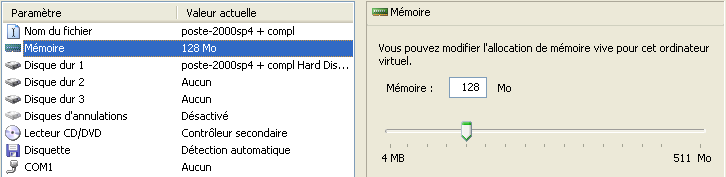 Paramètre Valeur actuelle
Nom du fichier poste-2000sp4 + compl
Mémoire 128 Mo
Disque dur 1 poste-2000sp4 + compl Hard Dis...
Disque dur 2 Aucun
Disque dur 3 Aucun
Disques d'annulations Désactivé
Lecteur CD/DVD Contrôleur secondaire
Disquette Détection automatique
COM1 Aucun
Mémoire
Vous pouvez modifier l'allocation de mémoire vive pour cet ordinateur
virtuel.
Mémoire : 128 Mo
4 MB 511 Mo